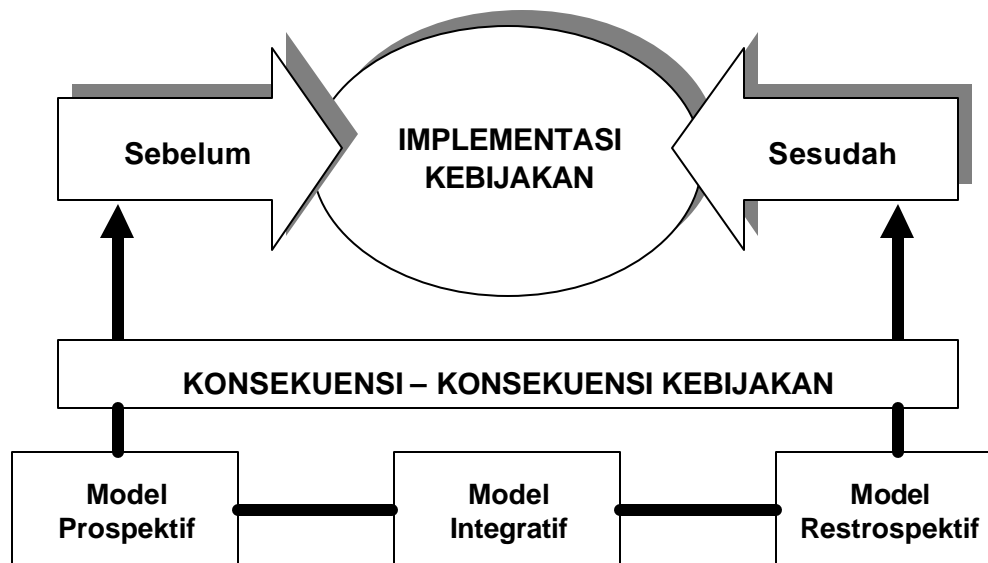 Sebelum
IMPLEMENTASI
KEBIJAKAN
Sesudah
KONSEKUENSI – KONSEKUENSI KEBIJAKAN
Model
Prospektif
Model
Integratif
Model
Restrospektif